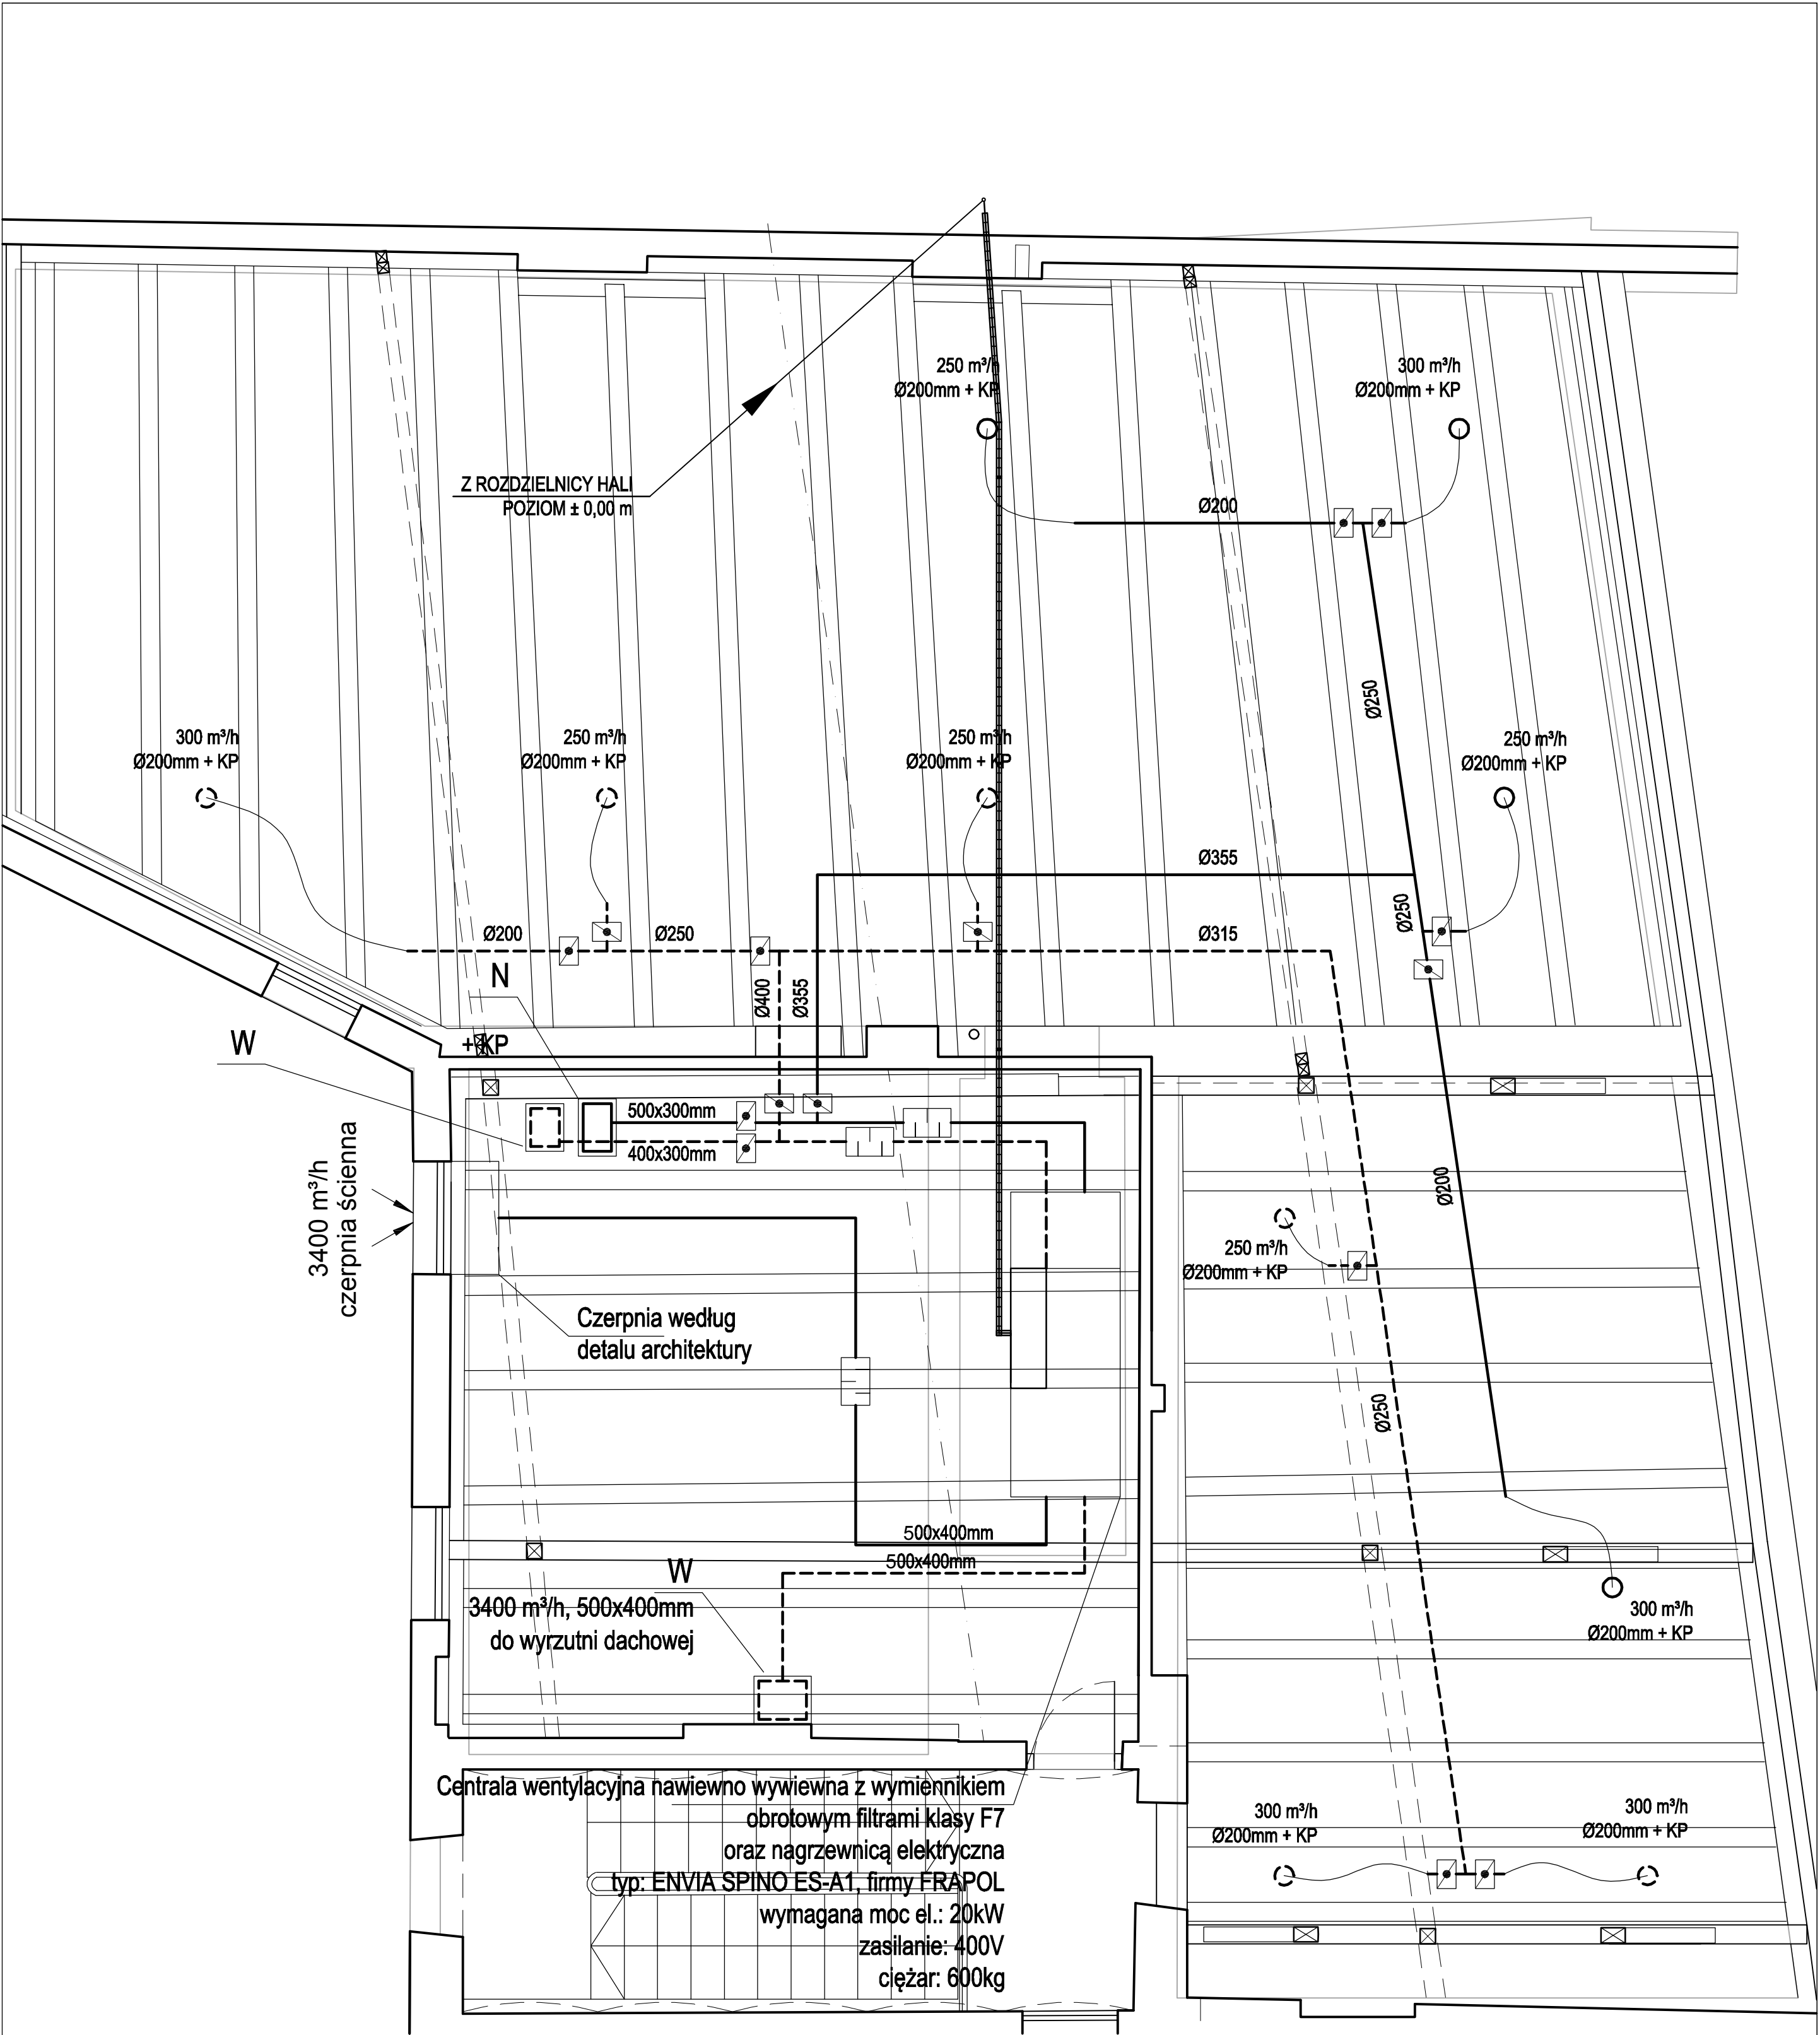 250 m³/h
Ø200mm + KP
300 m³/h
Ø200mm + KP
Z ROZDZIELNICY HALI
POZIOM ± 0,00 m
Ø200
Ø250
300 m³/h
Ø200mm + KP
250 m³/h
Ø200mm + KP
250 m³/h
Ø200mm + KP
250 m³/h
Ø200mm + KP
Ø355
Ø250
Ø200
Ø250
Ø315
N
Ø400
Ø355
W
+ KP
500x300mm
400x300mm
3400 m³/h
czerpnia ścienna
Ø200
250 m³/h
Ø200mm + KP
Czerpnia według
detalu architektury
Ø250
500x400mm
500x400mm
W
3400 m³/h, 500x400mm
do wyrzutni dachowej
300 m³/h
Ø200mm + KP
Centrala wentylacyjna nawiewno wywiewna z wymiennikiem
obrotowym filtrami klasy F7
oraz nagrzewnicą elektryczna
typ: ENVIA SPINO ES-A1, firmy FRAPOL
wymagana moc el.: 20kW
zasilanie: 400V
ciężar: 600kg
300 m³/h
Ø200mm + KP
300 m³/h
Ø200mm + KP